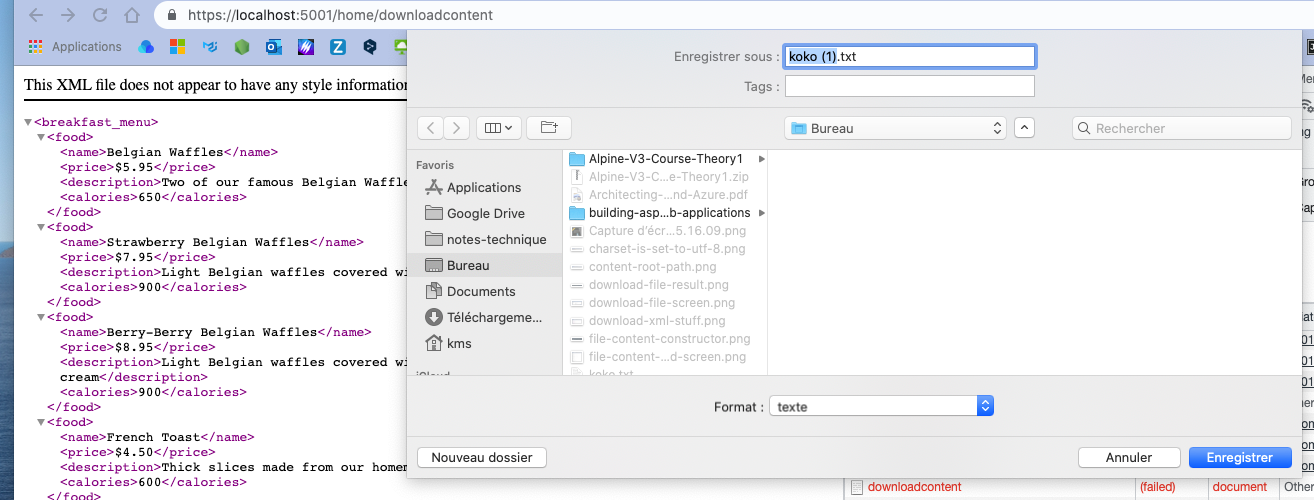 https://localhost:5001/home/downloadcontent
Applications
This XML file does not appear to have any style information
<breakfast_menu>
<food>
<name>Belgian Waffles</name>
<price>$5.95</price>
<description>Two of our famous Belgian Waffle
<calories>650</calories>
</food>
<food>
<name>Strawberry Belgian Waffles</name>
<price>$7.95</price>
<description>Light Belgian waffles covered wi
<calories>900</calories>
</food>
<food>
<name>Berry-Berry Belgian Waffles</name>
<price>$8.95</price>
<description>Light Belgian waffles covered wi
cream</description>
<calories>900</calories>
</food>
<food>
<name>French Toast</name>
<price>$4.50</price>
<description>Thick slices made from our homem
<calories>600</calories>
</food>
Enregistrer sous :
koko (1).txt
Tags :
Bureau
Rechercher
Favoris
Applications
Google Drive
notes-technique
Bureau
Documents
Téléchargeme...
kms
Alpine-V3-Course-Theory1
Alpine-V3-C...e-Theory1.zip
Architecting-...nd-Azure.pdf
building-asp...b-applications
Capture d'écr...5.16.09.png
charset-is-set-to-utf-8.png
content-root-path.png
download-file-result.png
download-file-screen.png
download-xml-stuff.png
file-content-constructor.png
file-content-...d-screen.png
koko.txt
Format :
texte
Nouveau dossier
Annuler
Enregistrer
downloadcontent
(failed)
document
Other